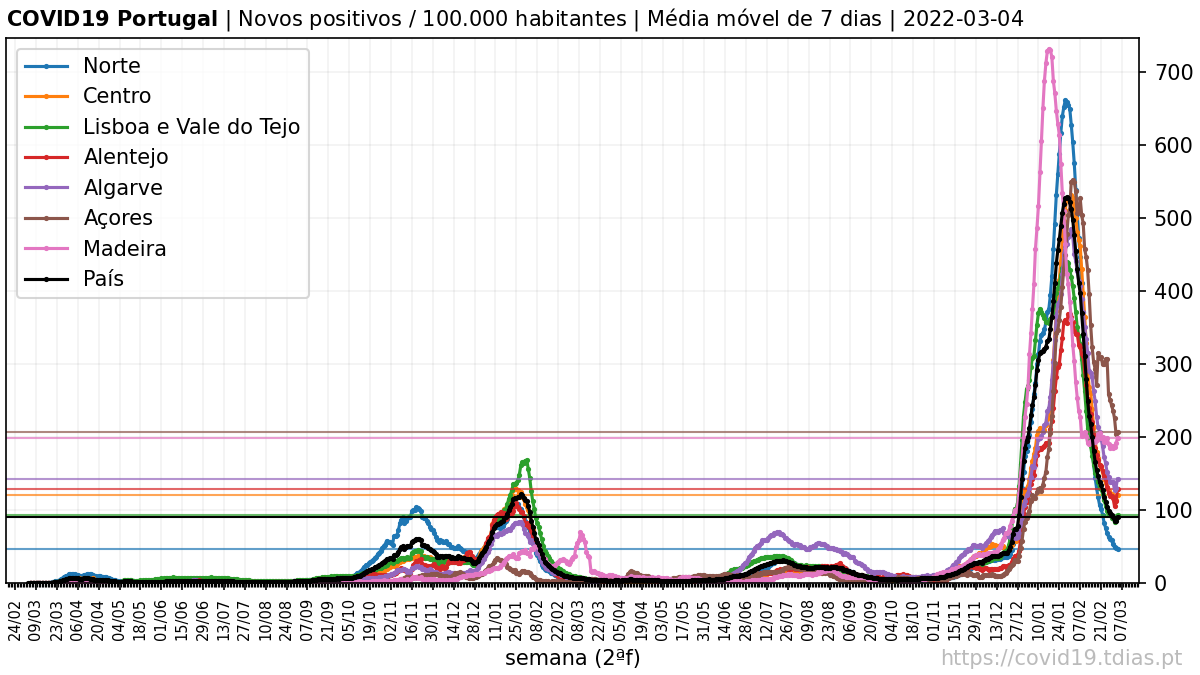 COVID19 Portugal | Novos positivos / 100.000 habitantes | Média móvel de 7 dias | 2022-03-04
Norte
Centro
Lisboa e Vale do Tejo
Alentejo
Algarve
Açores
Madeira
País
700
600
500
400
300
200
100
0
24/02 09/03 23/03 06/04 20/04 04/05 18/05 01/06 15/06 29/06 13/07 27/07 10/08 24/08 07/09 21/09 05/10 19/10 02/11 16/11 30/11 14/12 28/12 11/01 25/01 08/02 22/02 08/03 22/03 05/04 19/04 03/05 17/05 31/05 14/06 28/06 12/07 26/07 09/08 23/08 06/09 20/09 04/10 18/10 01/11 15/11 29/11 13/12 27/12 10/01 24/01 07/02 21/02 07/03
semana (2ªf)
https://covid19.tdias.pt